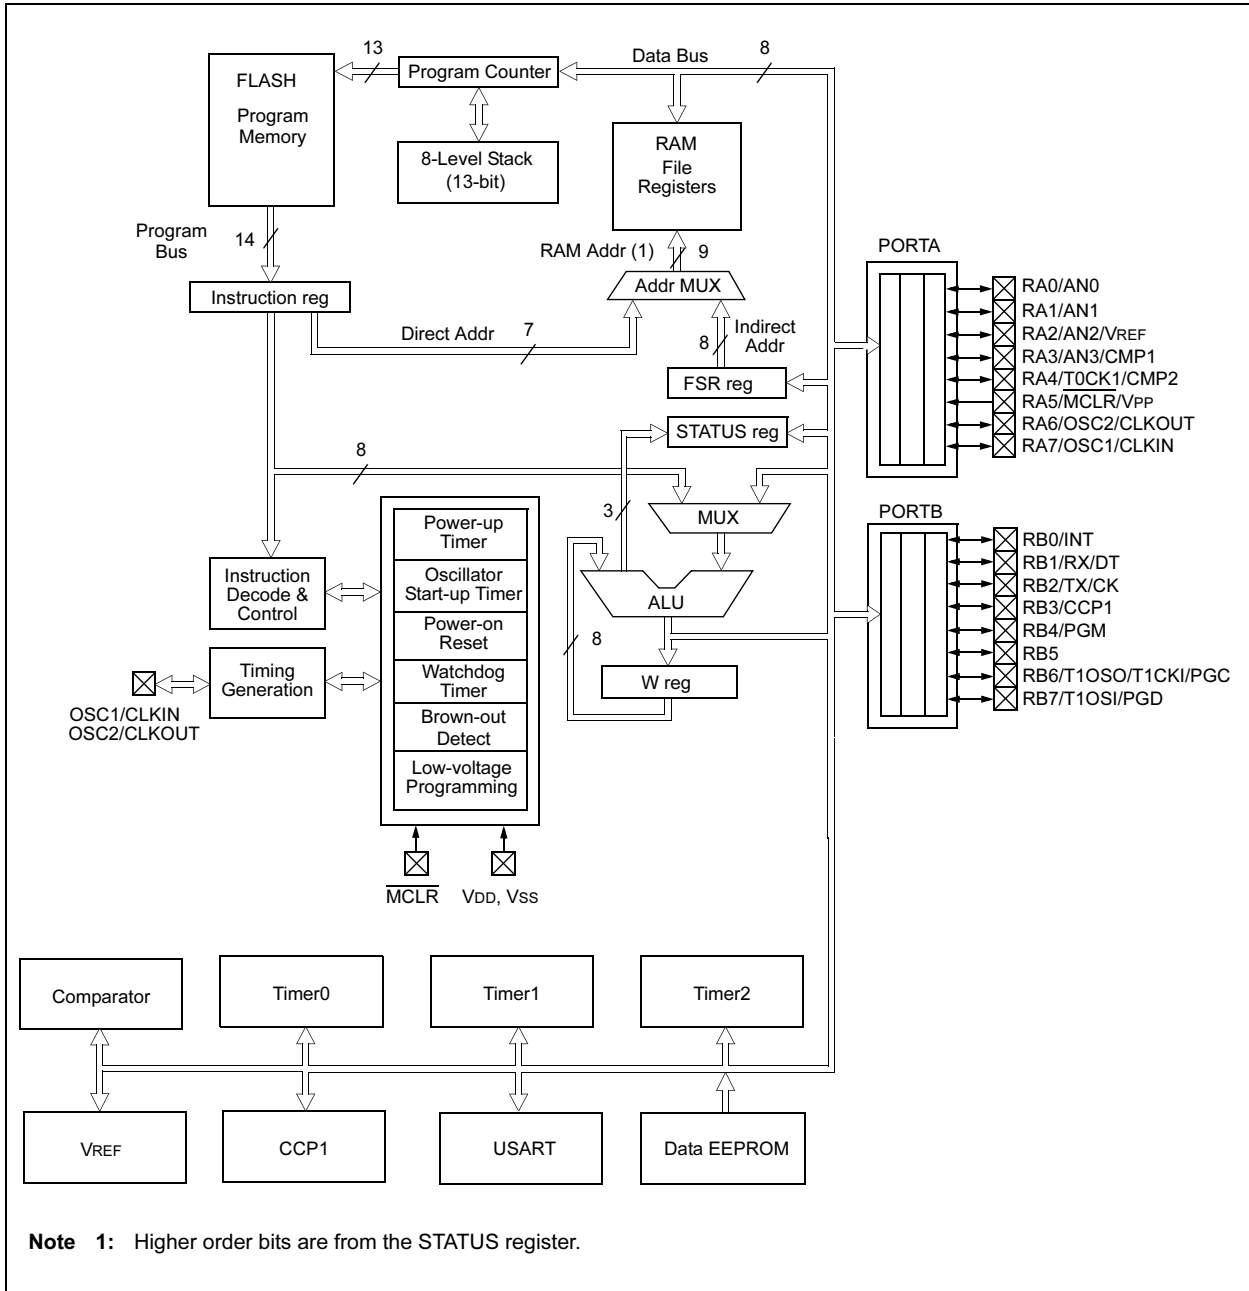 13
Data Bus
8
FLASH
Program
Memory
Program Counter
8-Level Stack
(13-bit)
RAM
File
Registers
Program
Bus
14
RAM Addr (1)
9
Addr MUX
Instruction reg
Direct Addr
7
8
Indirect
Addr
FSR reg
STATUS reg
8
3
MUX
Power-up
Timer
Oscillator
Start-up Timer
Power-on
Reset
Watchdog
Timer
Brown-out
Detect
Low-voltage
Programming
Instruction
Decode &
Control
Timing
Generation
OSC1/CLKIN
OSC2/CLKOUT
ALU
8
W reg
MCLR
VDD, VSS
PORTA
RA0/AN0
RA1/AN1
RA2/AN2/VREF
RA3/AN3/CMP1
RA4/T0CK1/CMP2
RA5/MCLR/VPP
RA6/OSC2/CLKOUT
RA7/OSC1/CLKIN
PORTB
RB0/INT
RB1/RX/DT
RB2/TX/CK
RB3/CCP1
RB4/PGM
RB5
RB6/T1OSO/T1CKI/PGC
RB7/T1OSI/PGD
Comparator
Timer0
Timer1
Timer2
VREF
CCP1
USART
Data EEPROM
Note 1: Higher order bits are from the STATUS register.